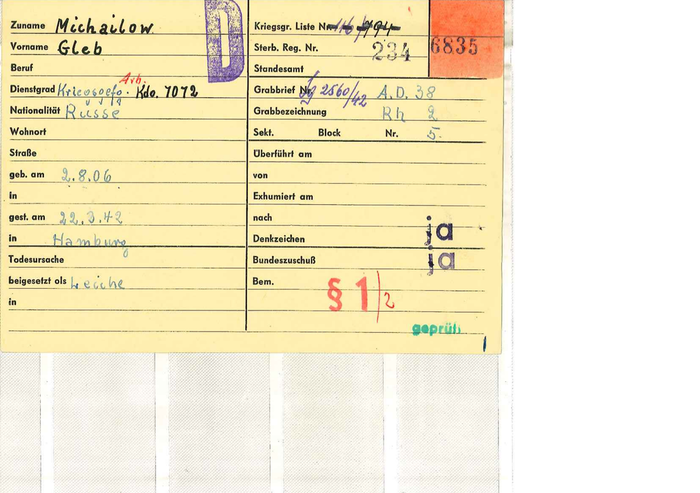 Zuname Michailow
Vorname Gleb
Beruf
Arb.
Dienstgrad Kriegsgefg. Kdo. 7072
Nationalität Russe
Wohnort
Straße
geb. am 2.8.06
in
gest. am 22.3.42
in Hamburg
Todesursache
beigesetzt als Leiche
in
D
Kriegsgr. Liste Nr. 116/794
Sterb. Reg. Nr. 234
6835
Standesamt
Grabbrief Nr. 2560/42 A.D. 38
Grabbezeichnung Rh 2
Sekt. Block Nr. 5.
Überführt am
von
Exhumiert am
nach
Denkzeichen ja
Bundeszuschuß ja
Bem. § 1/2
geprüft